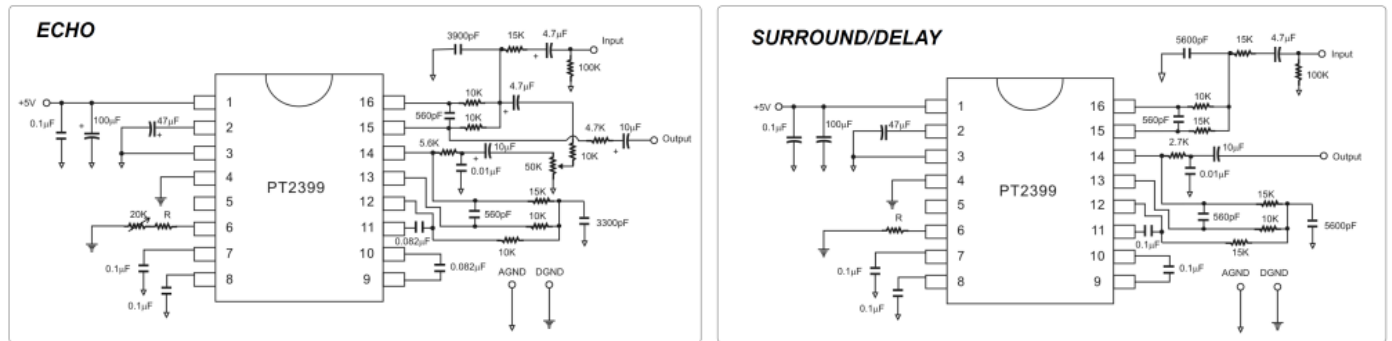 ECHO
3900pF
15K
4.7µF
Input
100K
+5V
0.1µF
100µF
+
47µF
+
1
2
3
4
5
6
7
8
16
15
14
13
12
11
10
9
PT2399
10K
4.7µF
+
560pF
10K
4.7K
10µF
+
Output
5.6K
10µF
+
50K
10K
0.01µF
15K
560pF
10K
3300pF
0.082µF
10K
0.082µF
20K
R
0.1µF
0.1µF
AGND
DGND
SURROUND/DELAY
5600pF
15K
4.7µF
Input
100K
+5V
0.1µF
100µF
47µF
1
2
3
4
5
6
7
8
16
15
14
13
12
11
10
9
PT2399
10K
560pF
15K
2.7K
10µF
Output
0.01µF
15K
560pF
10K
5600pF
0.1µF
15K
0.1µF
R
0.1µF
0.1µF
AGND
DGND